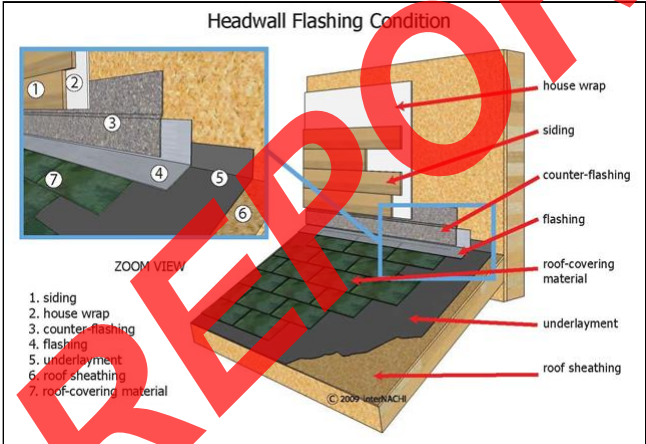 Headwall Flashing Condition
1
2
3
4
5
6
7
house wrap
siding
counter-flashing
flashing
roof-covering
material
underlayment
roof sheathing
ZOOM VIEW
1. siding
2. house wrap
3. counter-flashing
4. flashing
5. underlayment
6. roof sheathing
7. roof-covering material
© 2009 InterNACHI
REPO